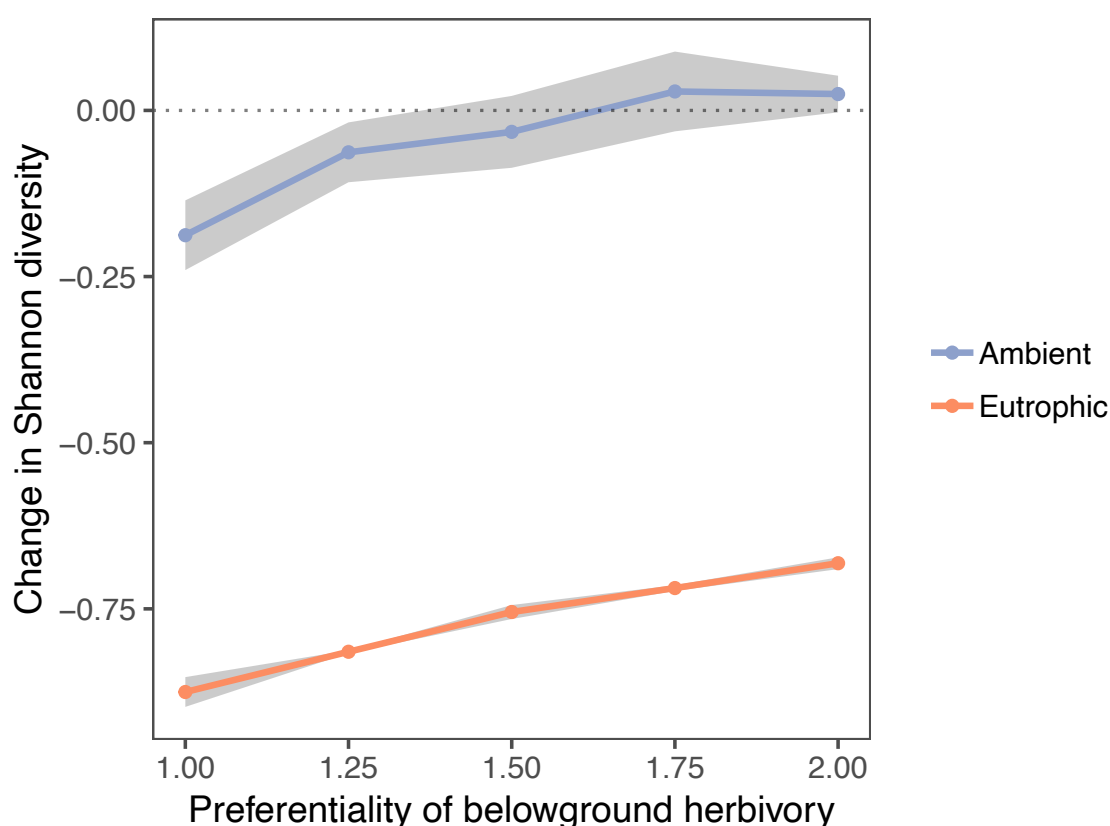 Change in Shannon diversity
0.00
−0.25
−0.50
−0.75
1.00 1.25 1.50 1.75 2.00
Preferentiality of belowground herbivory
Ambient
Eutrophic